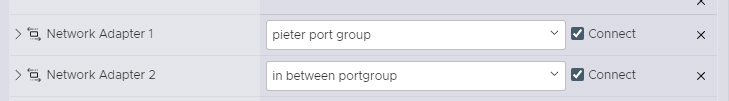 Network Adapter 1 pieter port group Connect
Network Adapter 2 in between portgroup Connect